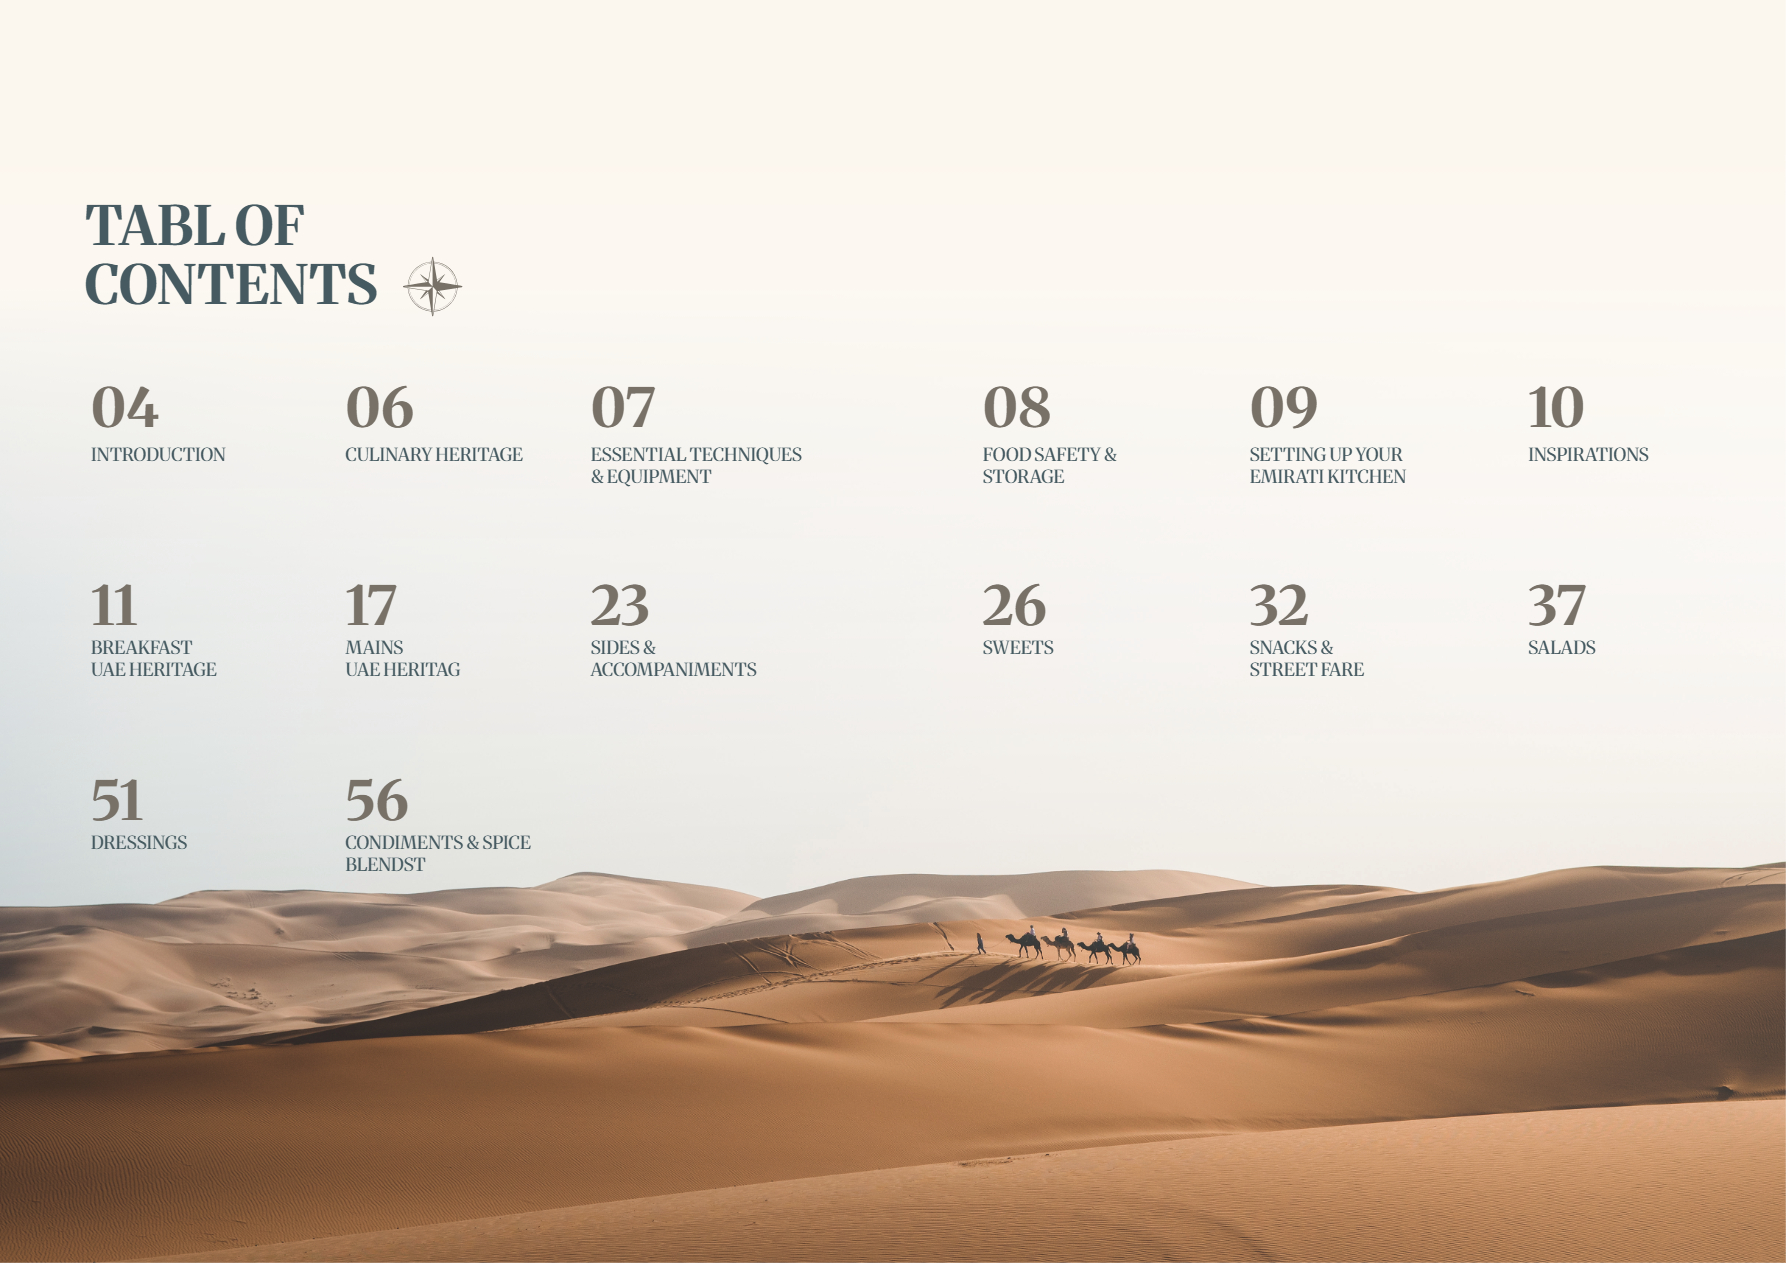 TABL OF
CONTENTS
04
INTRODUCTION
06
CULINARY HERITAGE
07
ESSENTIAL TECHNIQUES
& EQUIPMENT
08
FOOD SAFETY &
STORAGE
09
SETTING UP YOUR
EMIRATI KITCHEN
10
INSPIRATIONS
11
BREAKFAST
UAE HERITAGE
17
MAINS
UAE HERITAG
23
SIDES &
ACCOMPANIMENTS
26
SWEETS
32
SNACKS &
STREET FARE
37
SALADS
51
DRESSINGS
56
CONDIMENTS & SPICE
BLENDST